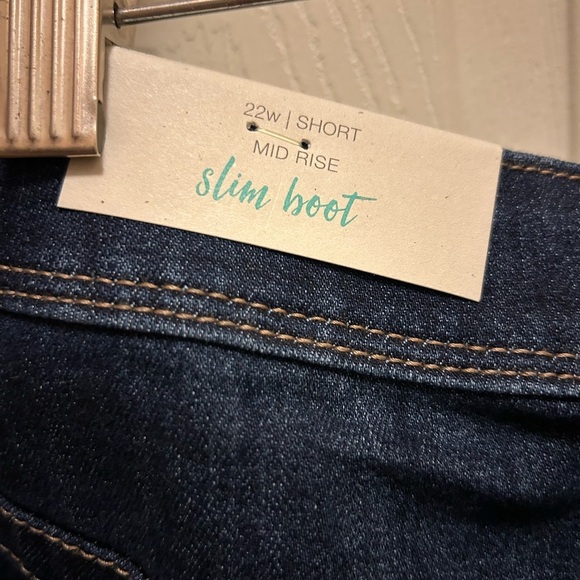 22w | SHORT
MID RISE
slim boot